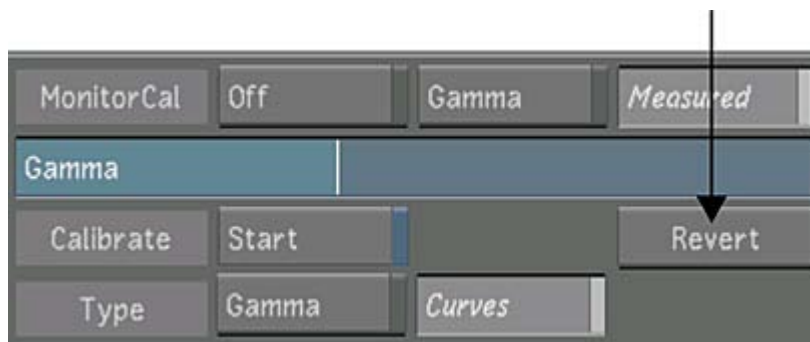 MonitorCal Off Gamma Measured
Gamma
Calibrate Start Revert
Type Gamma Curves